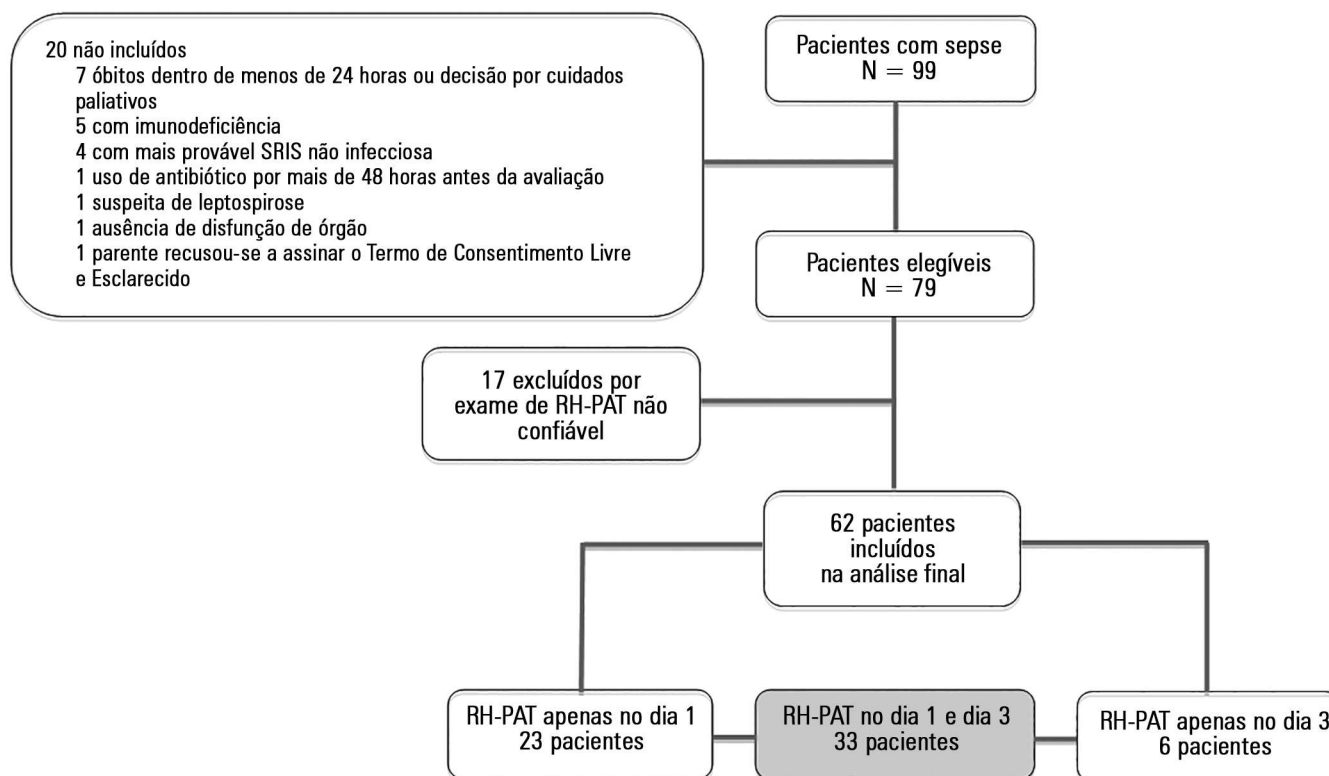 20 não incluídos
7 óbitos dentro de menos de 24 horas ou decisão por cuidados
paliativos
5 com imunodeficiência
4 com mais provável SRIS não infecciosa
1 uso de antibiótico por mais de 48 horas antes da avaliação
1 suspeita de leptospirose
1 ausência de disfunção de órgão
1 parente recusou-se a assinar o Termo de Consentimento Livre
e Esclarecido
Pacientes com sepse
N = 99
Pacientes elegíveis
N = 79
17 excluídos por
exame de RH-PAT não
confiável
62 pacientes
incluídos
na análise final
RH-PAT apenas no dia 1
23 pacientes
RH-PAT no dia 1 e dia 3
33 pacientes
RH-PAT apenas no dia 3
6 pacientes